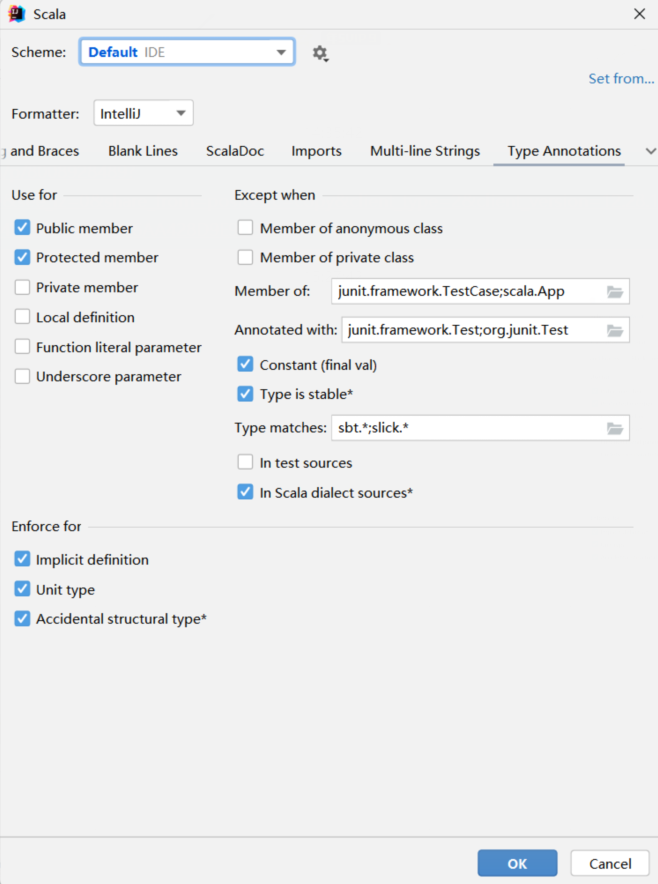 Scala
Scheme: Default IDE
Set from...
Formatter: IntelliJ
and Braces Blank Lines ScalaDoc Imports Multi-line Strings Type Annotations
Use for
Public member
Protected member
Private member
Local definition
Function literal parameter
Underscore parameter
Except when
Member of anonymous class
Member of private class
Member of: junit.framework.TestCase;scala.App
Annotated with: junit.framework.Test;org.junit.Test
Constant (final val)
Type is stable*
Type matches: sbt.*;slick.*
In test sources
In Scala dialect sources*
Enforce for
Implicit definition
Unit type
Accidental structural type*
OK Cancel